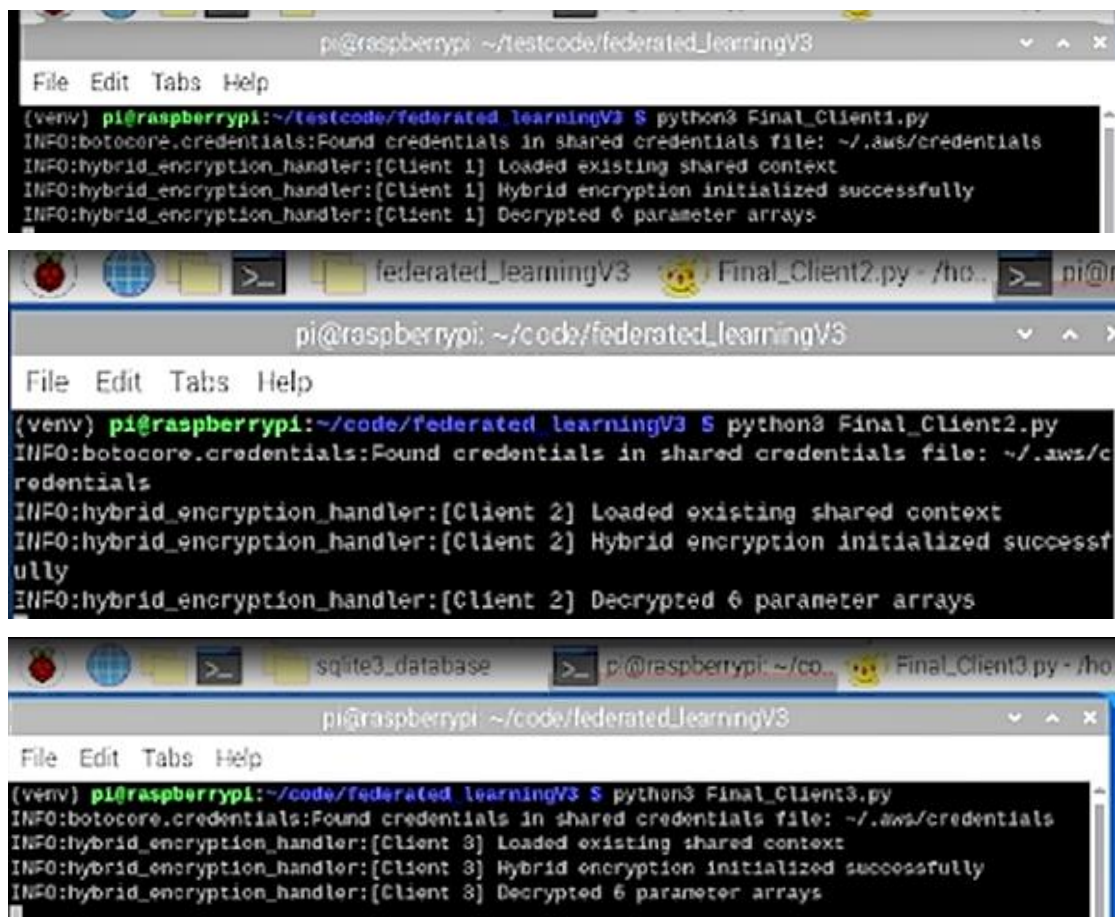 pi@raspberrypi: ~/testcode/federated_learningV3
File Edit Tabs Help
(venv) pi@raspberrypi:~/testcode/federated_learningV3 $ python3 Final_Client1.py
INFO:botocore.credentials:Found credentials in shared credentials file: ~/.aws/credentials
INFO:hybrid_encryption_handler:[Client 1] Loaded existing shared context
INFO:hybrid_encryption_handler:[Client 1] Hybrid encryption initialized successfully
INFO:hybrid_encryption_handler:[Client 1] Decrypted 6 parameter arrays
federated_learningV3 Final_Client2.py - /ho... pi@r
pi@raspberrypi: ~/code/federated_learningV3
File Edit Tabs Help
(venv) pi@raspberrypi:~/code/federated_learningV3 $ python3 Final_Client2.py
INFO:botocore.credentials:Found credentials in shared credentials file: ~/.aws/c
redentials
INFO:hybrid_encryption_handler:[Client 2] Loaded existing shared context
INFO:hybrid_encryption_handler:[Client 2] Hybrid encryption initialized successf
ully
INFO:hybrid_encryption_handler:[Client 2] Decrypted 6 parameter arrays
sqlite3_database pi@raspberrypi: ~/co... Final_Client3.py - /ho
pi@raspberrypi: ~/code/federated_learningV3
File Edit Tabs Help
(venv) pi@raspberrypi:~/code/federated_learningV3 $ python3 Final_Client3.py
INFO:botocore.credentials:Found credentials in shared credentials file: ~/.aws/credentials
INFO:hybrid_encryption_handler:[Client 3] Loaded existing shared context
INFO:hybrid_encryption_handler:[Client 3] Hybrid encryption initialized successfully
INFO:hybrid_encryption_handler:[Client 3] Decrypted 6 parameter arrays